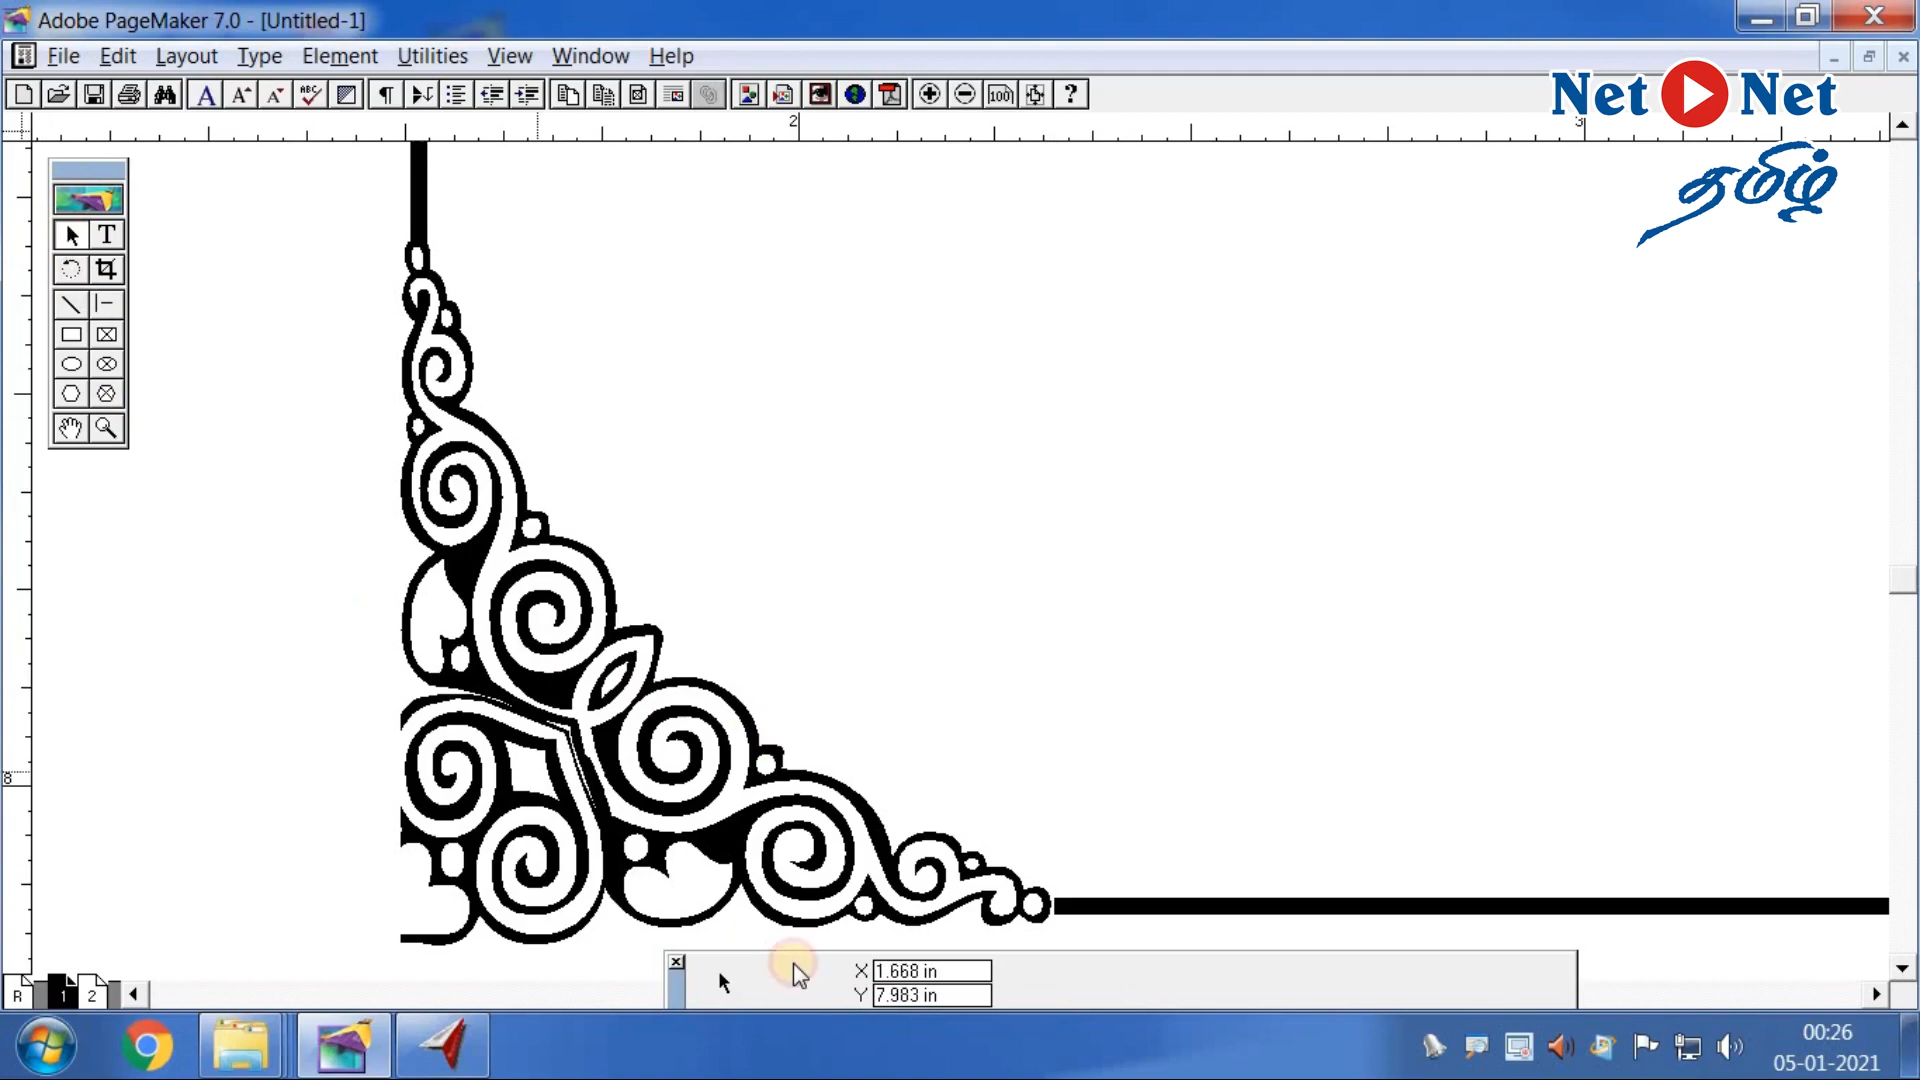 Adobe PageMaker 7.0 - [Untitled-1]
File Edit Layout Type Element Utilities View Window Help
Net Net
தமிழ்
2
3
8
T
X 1.668 in
Y 7.983 in
R 1 2
00:26
05-01-2021